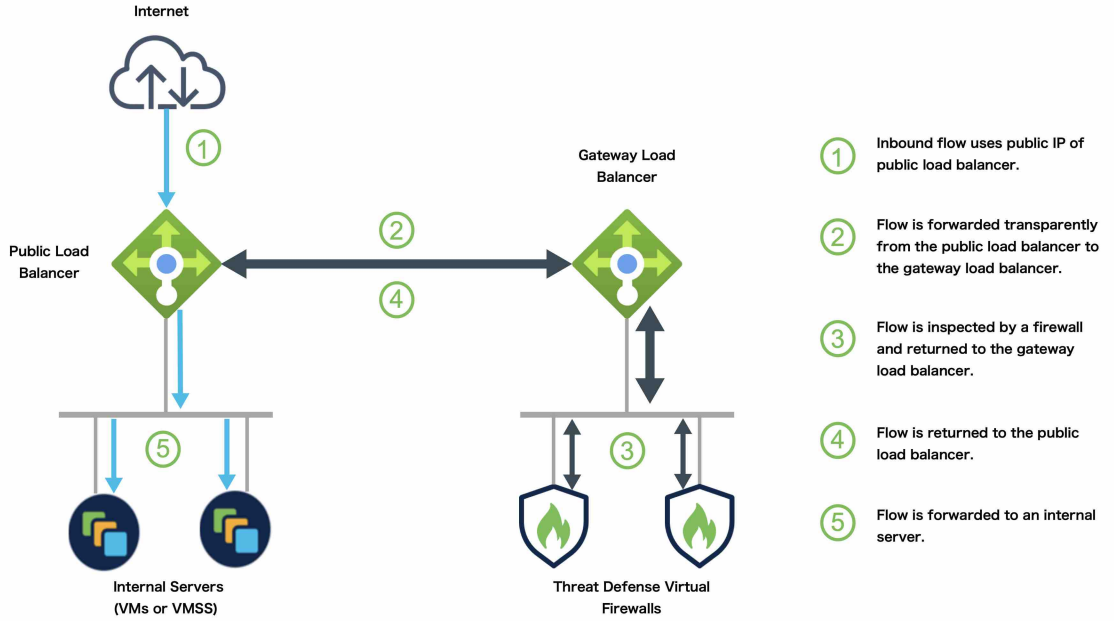 Internet
1
Gateway Load
Balancer
Public Load
Balancer
2
4
5
3
Internal Servers
(VMs or VMSS)
Threat Defense Virtual
Firewalls
1
Inbound flow uses public IP of
public load balancer.
2
Flow is forwarded transparently
from the public load balancer to
the gateway load balancer.
3
Flow is inspected by a firewall
and returned to the gateway
load balancer.
4
Flow is returned to the public
load balancer.
5
Flow is forwarded to an internal
server.